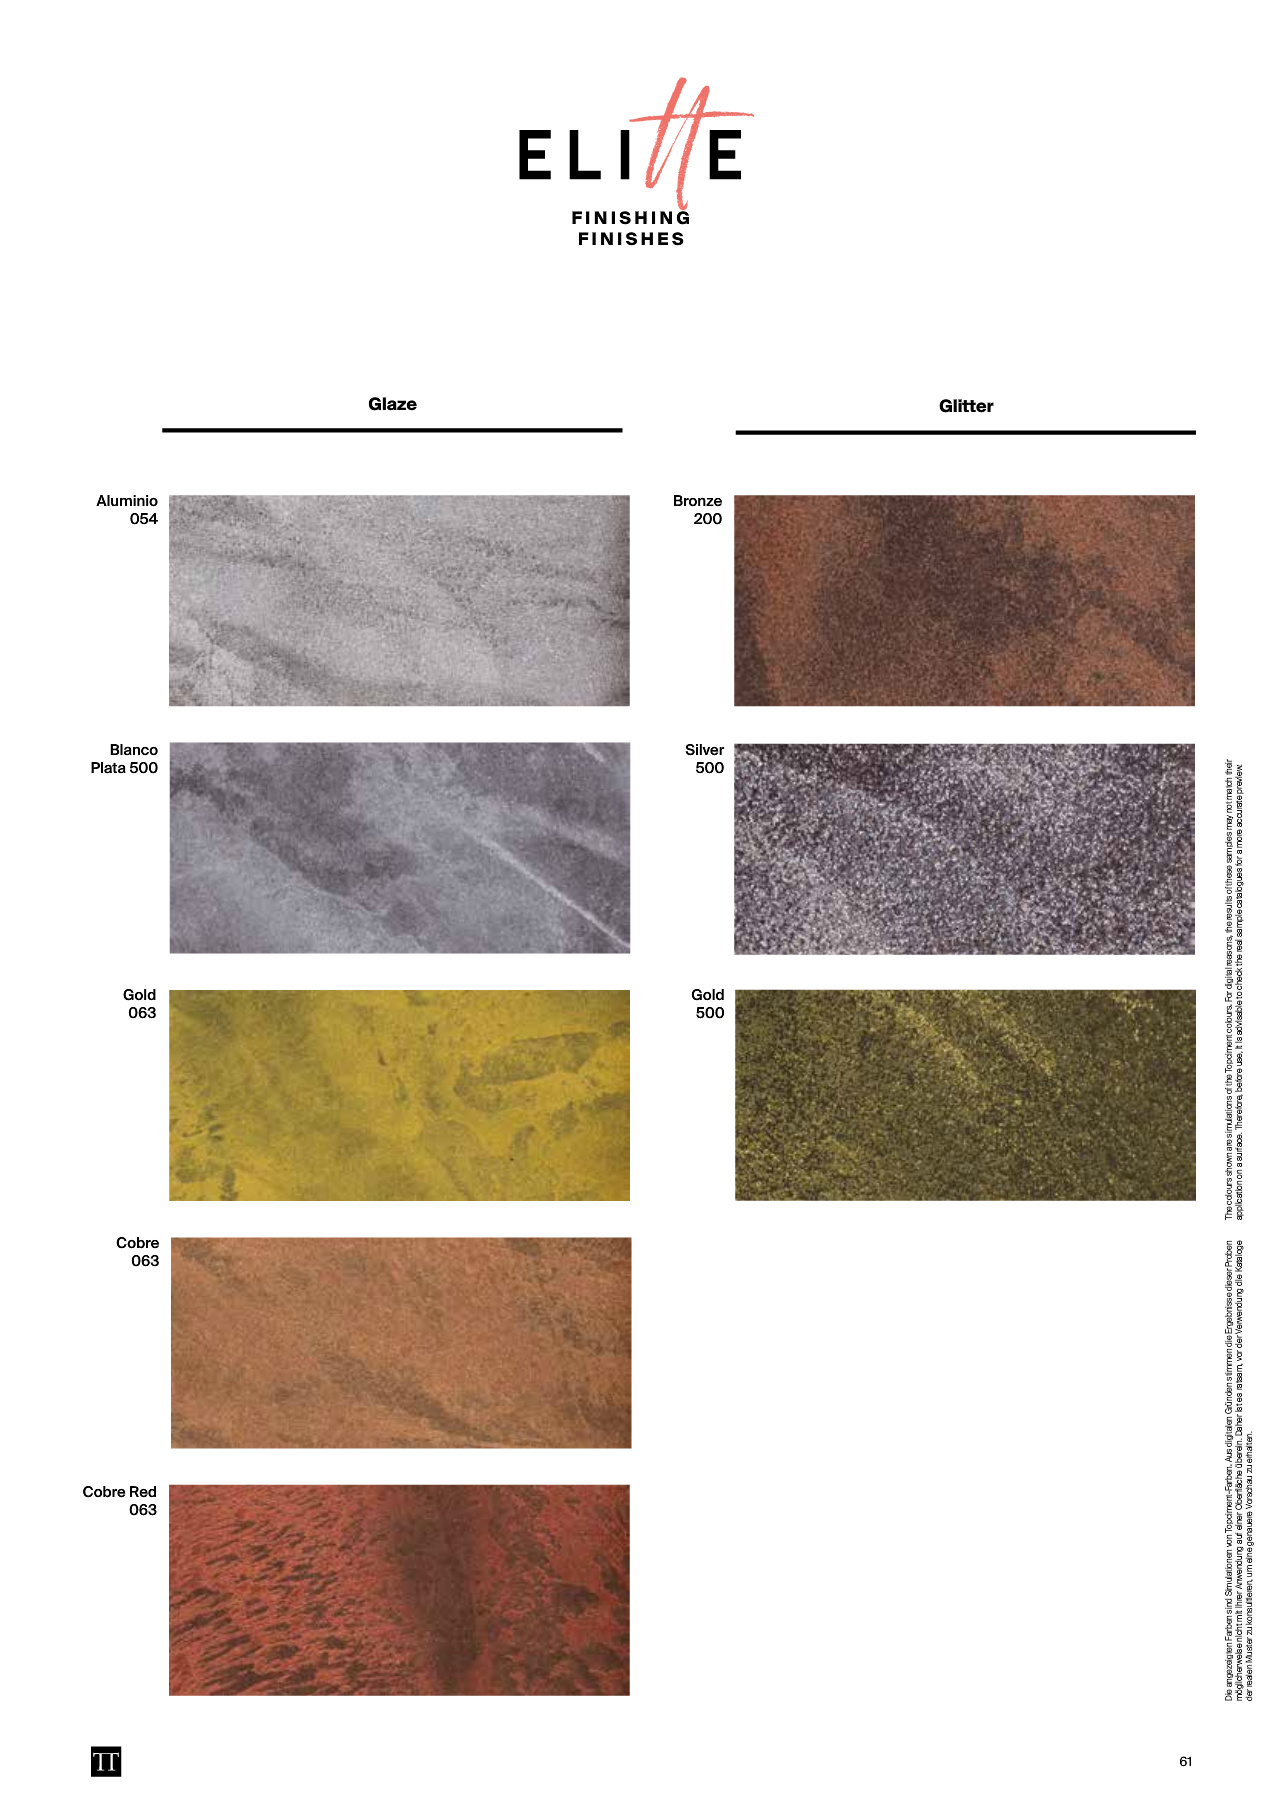 ELITTE
FINISHING
FINISHES
Glaze
Aluminio
054
Blanco
Plata 500
Gold
063
Cobre
063
Cobre Red
063
Glitter
Bronze
200
Silver
500
Gold
500
The colours shown are simulations of the Topciment colours. For digital reasons, the results of these samples may not match their
application on a surface. Therefore, before use, it is advisable to check the real sample catalogues for a more accurate preview.
Die angezeigten Farben sind Simulationen von Topciment-Farben. Aus digitalen Gründen stimmen die Ergebnisse dieser Proben
möglicherweise nicht mit Ihrer Anwendung auf einer Oberfläche überein. Daher ist es ratsam, vor der Verwendung die Kataloge
der realen Muster zu konsultieren, um eine genauere Vorschau zu erhalten.
TT
61